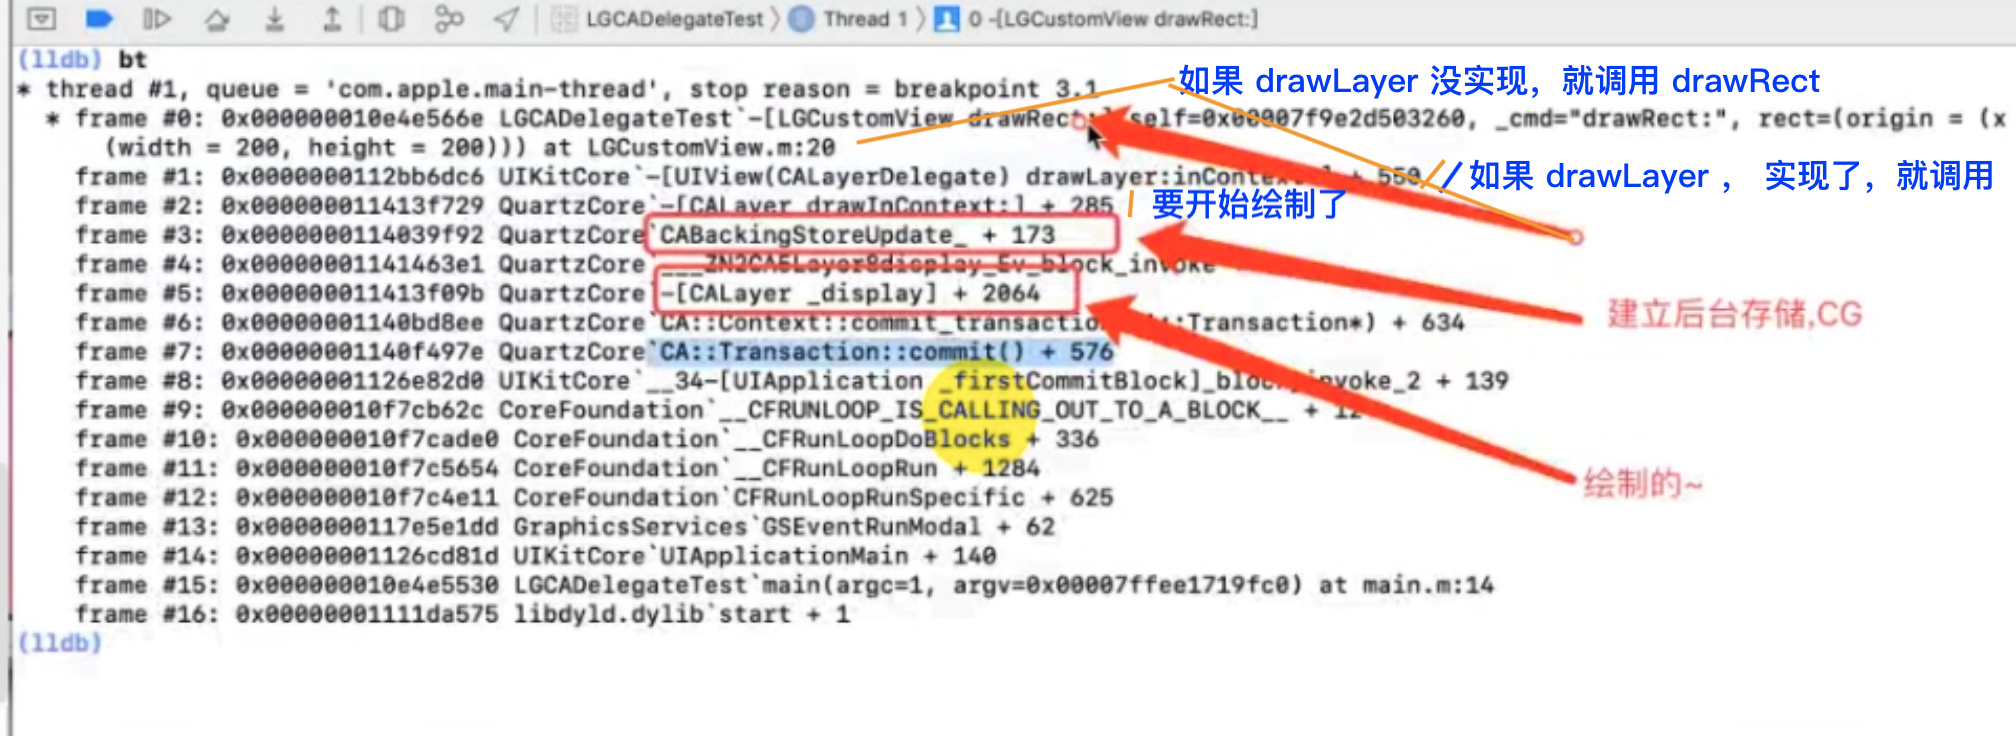 LGCADelegateTest 〉 Thread 1 〉 0 -[LGCustomView drawRect:]
(lldb) bt
* thread #1, queue = 'com.apple.main-thread', stop reason = breakpoint 3.1
如果 drawLayer 没实现，就调用 drawRect
* frame #0: 0x000000010e4e566e LGCADelegateTest`-[LGCustomView drawRect: self=0x00007f9e2d503260, _cmd="drawRect:", rect=(origin = (x
(width = 200, height = 200))) at LGCustomView.m:20
frame #1: 0x0000000112bb6dc6 UIKitCore`-[UIView(CALayerDelegate) drawLayer:inContex + 550
//如果 drawLayer ， 实现了，就调用
frame #2: 0x000000011413f729 QuartzCore`-[CALayer drawInContext:] + 285
要开始绘制了
frame #3: 0x0000000114039f92 QuartzCore`CABackingStoreUpdate_ + 173
frame #4: 0x00000001141463e1 QuartzCore`___ZN2CA5Layer8display_Ev_block_invoke
frame #5: 0x000000011413f09b QuartzCore`-[CALayer _display] + 2064
建立后台存储,CG
frame #6: 0x00000001140bd8ee QuartzCore`CA::Context::commit_transactio ::Transaction*) + 634
frame #7: 0x00000001140f497e QuartzCore`CA::Transaction::commit() + 576
frame #8: 0x00000001126e82d0 UIKitCore`__34-[UIApplication _firstCommitBlock]_block_invoke_2 + 139
frame #9: 0x000000010f7cb62c CoreFoundation`__CFRUNLOOP_IS_CALLING_OUT_TO_A_BLOCK__ + 12
frame #10: 0x000000010f7cade0 CoreFoundation`__CFRunLoopDoBlocks + 336
frame #11: 0x000000010f7c5654 CoreFoundation`__CFRunLoopRun + 1284
绘制的~
frame #12: 0x000000010f7c4e11 CoreFoundation`CFRunLoopRunSpecific + 625
frame #13: 0x0000000117e5e1dd GraphicsServices`GSEventRunModal + 62
frame #14: 0x00000001126cd81d UIKitCore`UIApplicationMain + 140
frame #15: 0x000000010e4e5530 LGCADelegateTest`main(argc=1, argv=0x00007ffee1719fc0) at main.m:14
frame #16: 0x00000001111da575 libdyld.dylib`start + 1
(lldb)